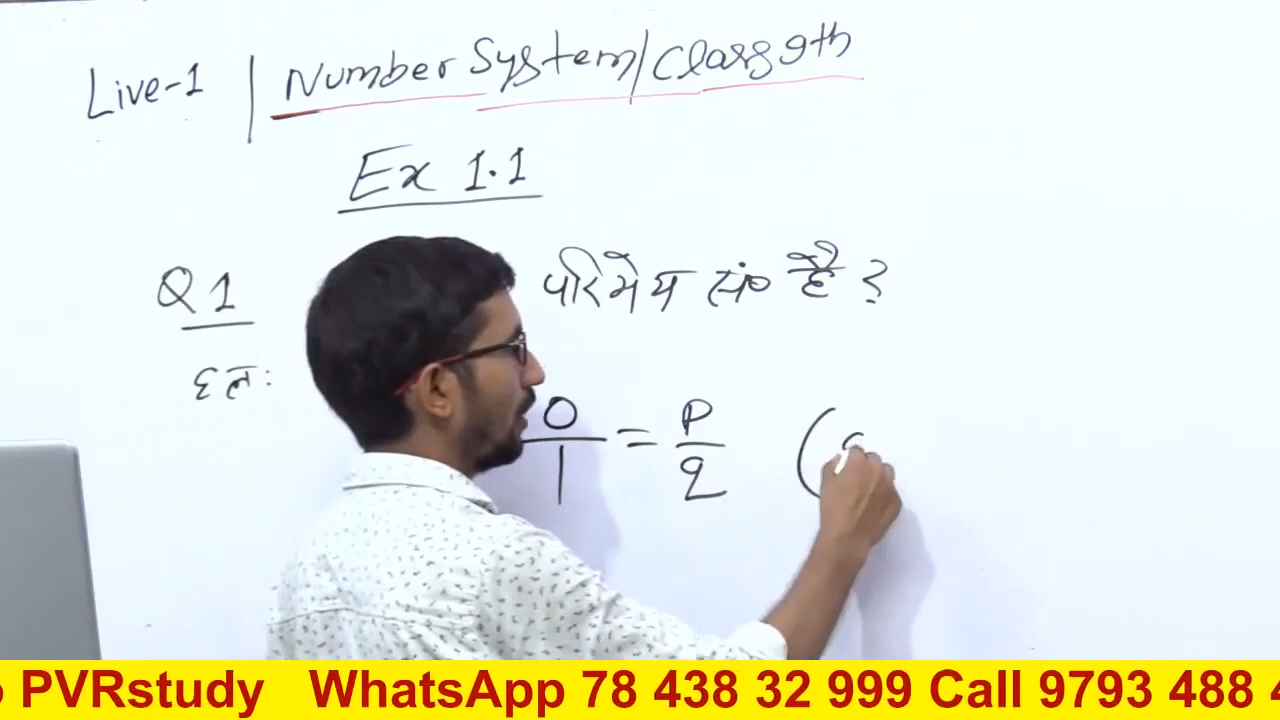 Live-1 | Number System/Class 9th
Ex 1.1
Q1 परिमेय सं० है ?
हल:
0/1 = p/q (
PVRstudy WhatsApp 78 438 32 999 Call 9793 488